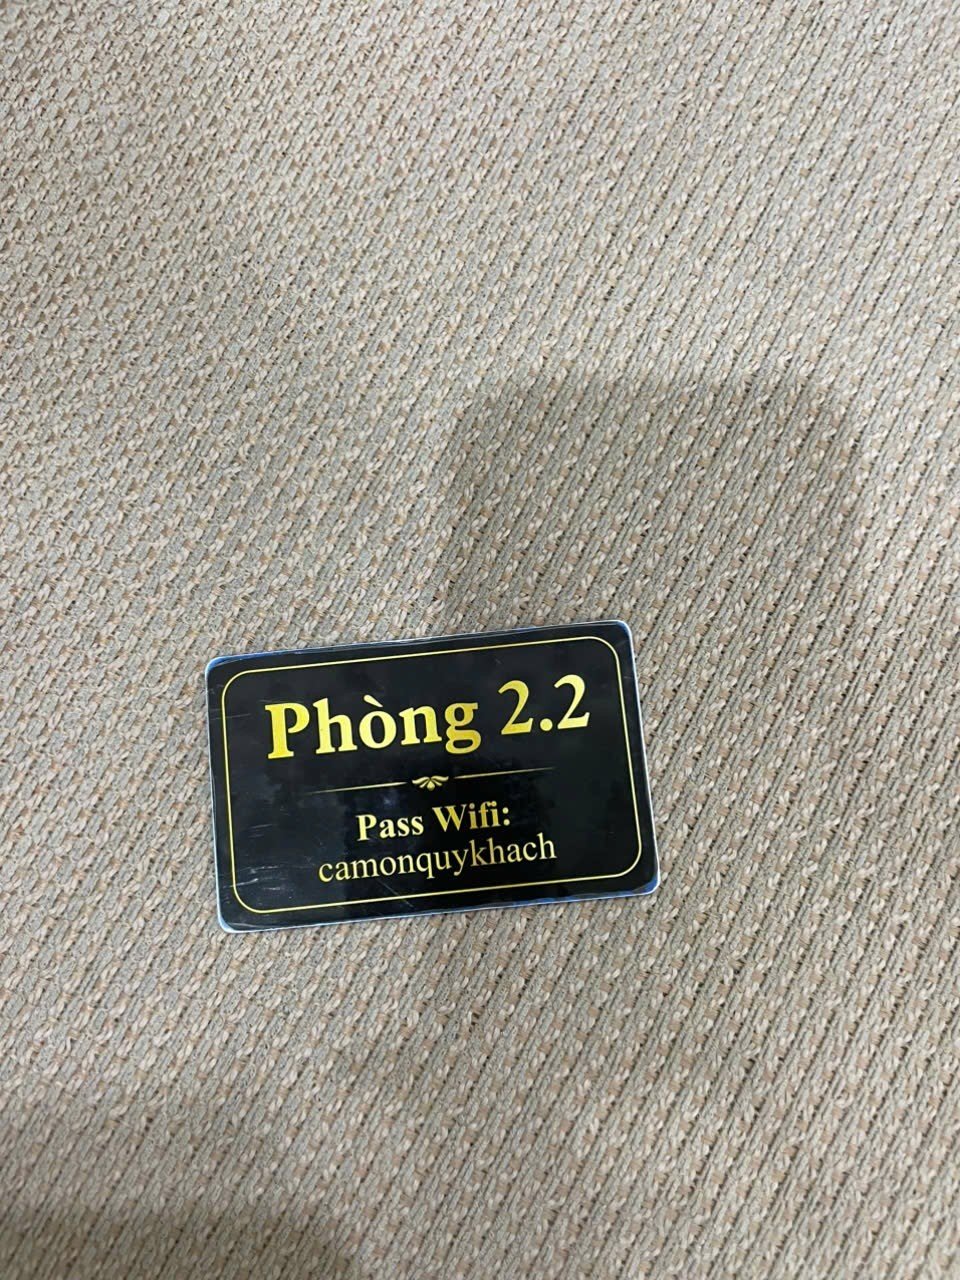 Phòng 2.2
Pass Wifi:
camonquykhach